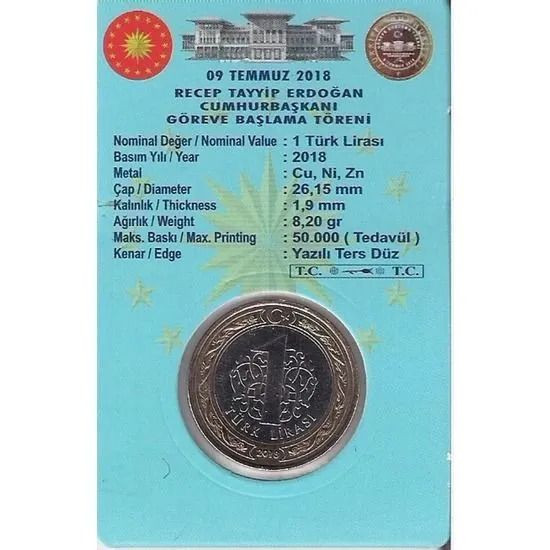 09 TEMMUZ 2018
RECEP TAYYİP ERDOĞAN
CUMHURBAŞKANI
GÖREVE BAŞLAMA TÖRENİ
Nominal Değer / Nominal Value : 1 Türk Lirası
Basım Yılı / Year : 2018
Metal : Cu, Ni, Zn
Çap / Diameter : 26,15 mm
Kalınlık / Thickness : 1,9 mm
Ağırlık / Weight : 8,20 gr
Maks. Baskı / Max. Printing : 50.000 ( Tedavül )
Kenar / Edge : Yazılı Ters Düz
T.C. T.C.
1
TÜRK LİRASI
2018